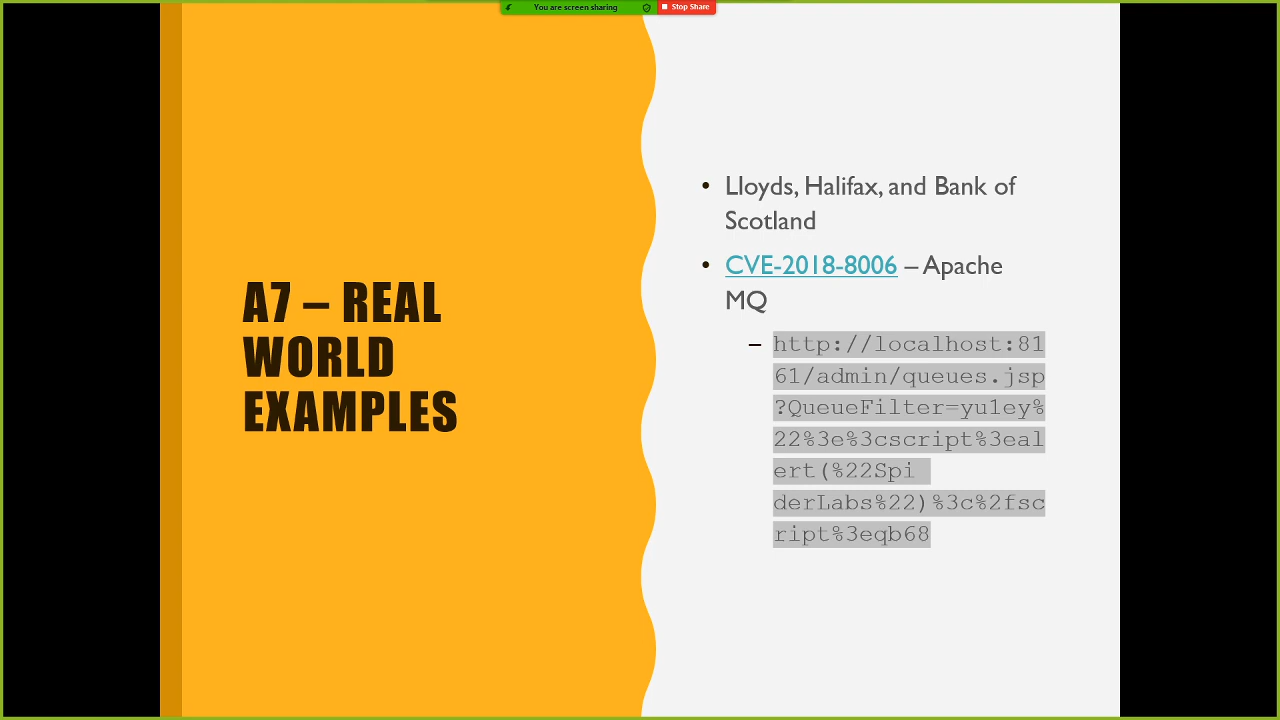 You are screen sharing
Stop Share
A7 – REAL
WORLD
EXAMPLES
• Lloyds, Halifax, and Bank of
Scotland
• CVE-2018-8006 – Apache
MQ
– http://localhost:81
61/admin/queues.jsp
?QueueFilter=yu1ey%
22%3e%3cscript%3eal
ert(%22Spi
derLabs%22)%3c%2fsc
ript%3eqb68